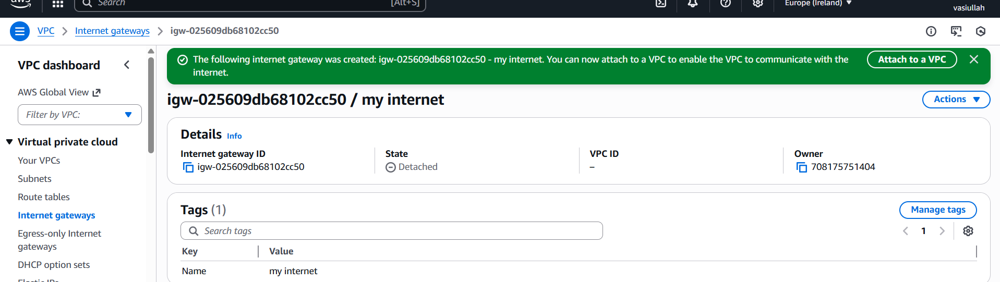 aws
Search
[Alt+S]
Europe (Ireland)
vasiullah
VPC
Internet gateways
igw-025609db68102cc50
VPC dashboard
AWS Global View
Filter by VPC:
Virtual private cloud
Your VPCs
Subnets
Route tables
Internet gateways
Egress-only Internet
gateways
DHCP option sets
Elastic IPs
The following internet gateway was created: igw-025609db68102cc50 - my internet. You can now attach to a VPC to enable the VPC to communicate with the
internet.
Attach to a VPC
igw-025609db68102cc50 / my internet
Actions
Details Info
Internet gateway ID
igw-025609db68102cc50
State
Detached
VPC ID
–
Owner
708175751404
Tags (1)
Manage tags
Search tags
1
Key Value
Name my internet